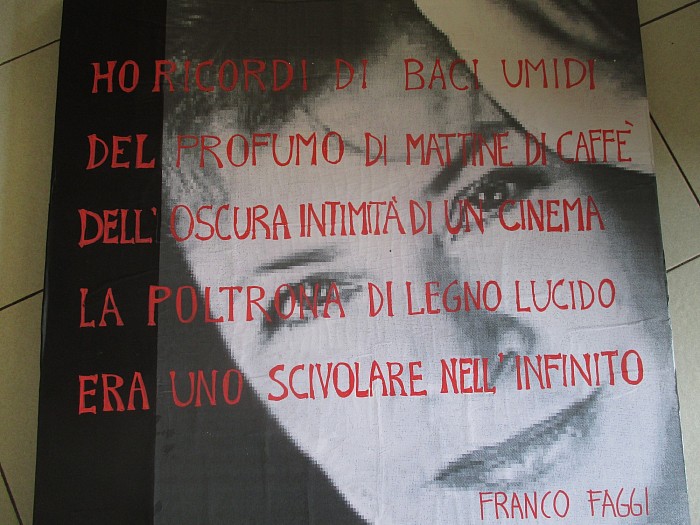 HO RICORDI DI BACI UMIDI
DEL PROFUMO DI MATTINE DI CAFFÈ
DELL'OSCURA INTIMITÀ DI UN CINEMA
LA POLTRONA DI LEGNO LUCIDO
ERA UNO SCIVOLARE NELL'INFINITO
FRANCO FAGGI